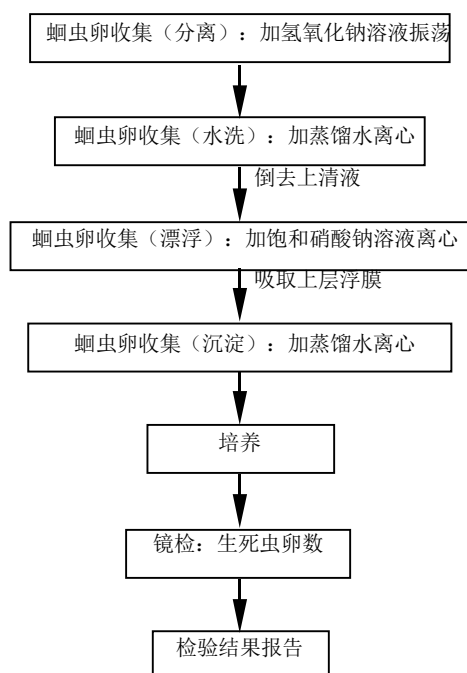 蛔虫卵收集（分离）：加氢氧化钠溶液振荡
蛔虫卵收集（水洗）：加蒸馏水离心
倒去上清液
蛔虫卵收集（漂浮）：加饱和硝酸钠溶液离心
吸取上层浮膜
蛔虫卵收集（沉淀）：加蒸馏水离心
培养
镜检：生死虫卵数
检验结果报告